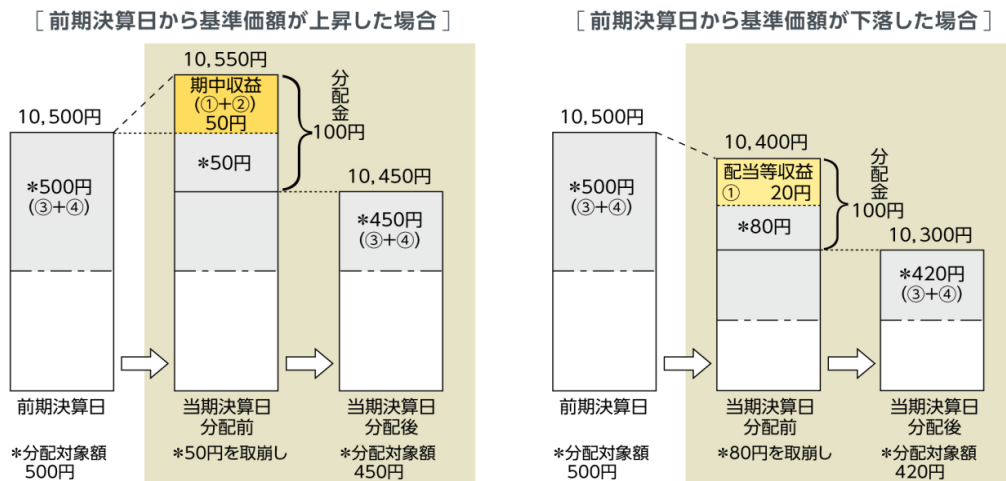 [前期決算日から基準価額が上昇した場合]
10,550円
期中収益
(①+②)
50円
分配金
100円
10,500円
*500円
(③+④)
*50円
10,450円
*450円
(③+④)
前期決算日
当期決算日
分配前
当期決算日
分配後
*分配対象額
500円
*50円を取崩し
*分配対象額
450円
[前期決算日から基準価額が下落した場合]
10,500円
*500円
(③+④)
10,400円
配当等収益
① 20円
*80円
分配金
100円
10,300円
*420円
(③+④)
前期決算日
当期決算日
分配前
当期決算日
分配後
*分配対象額
500円
*80円を取崩し
*分配対象額
420円